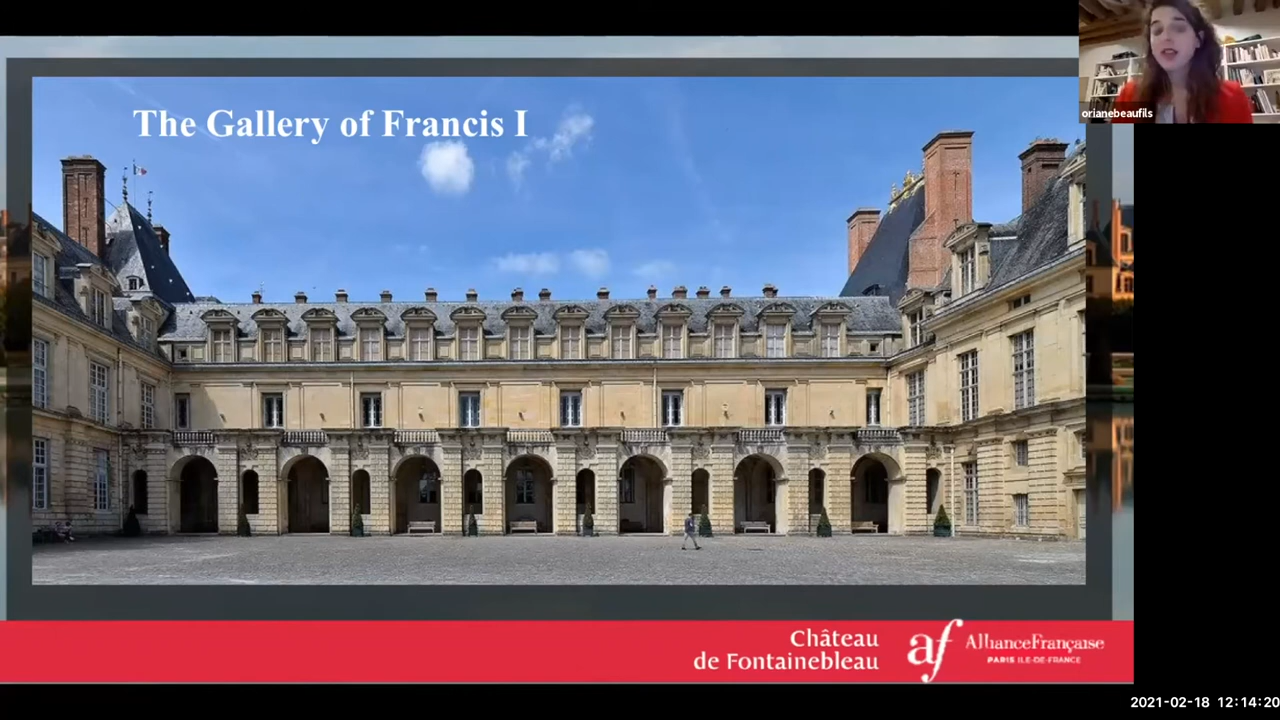 The Gallery of Francis I
orianebeaufils
Château
de Fontainebleau
af
AllianceFrançaise
PARIS ILE-DE-FRANCE
2021-02-18 12:14:20